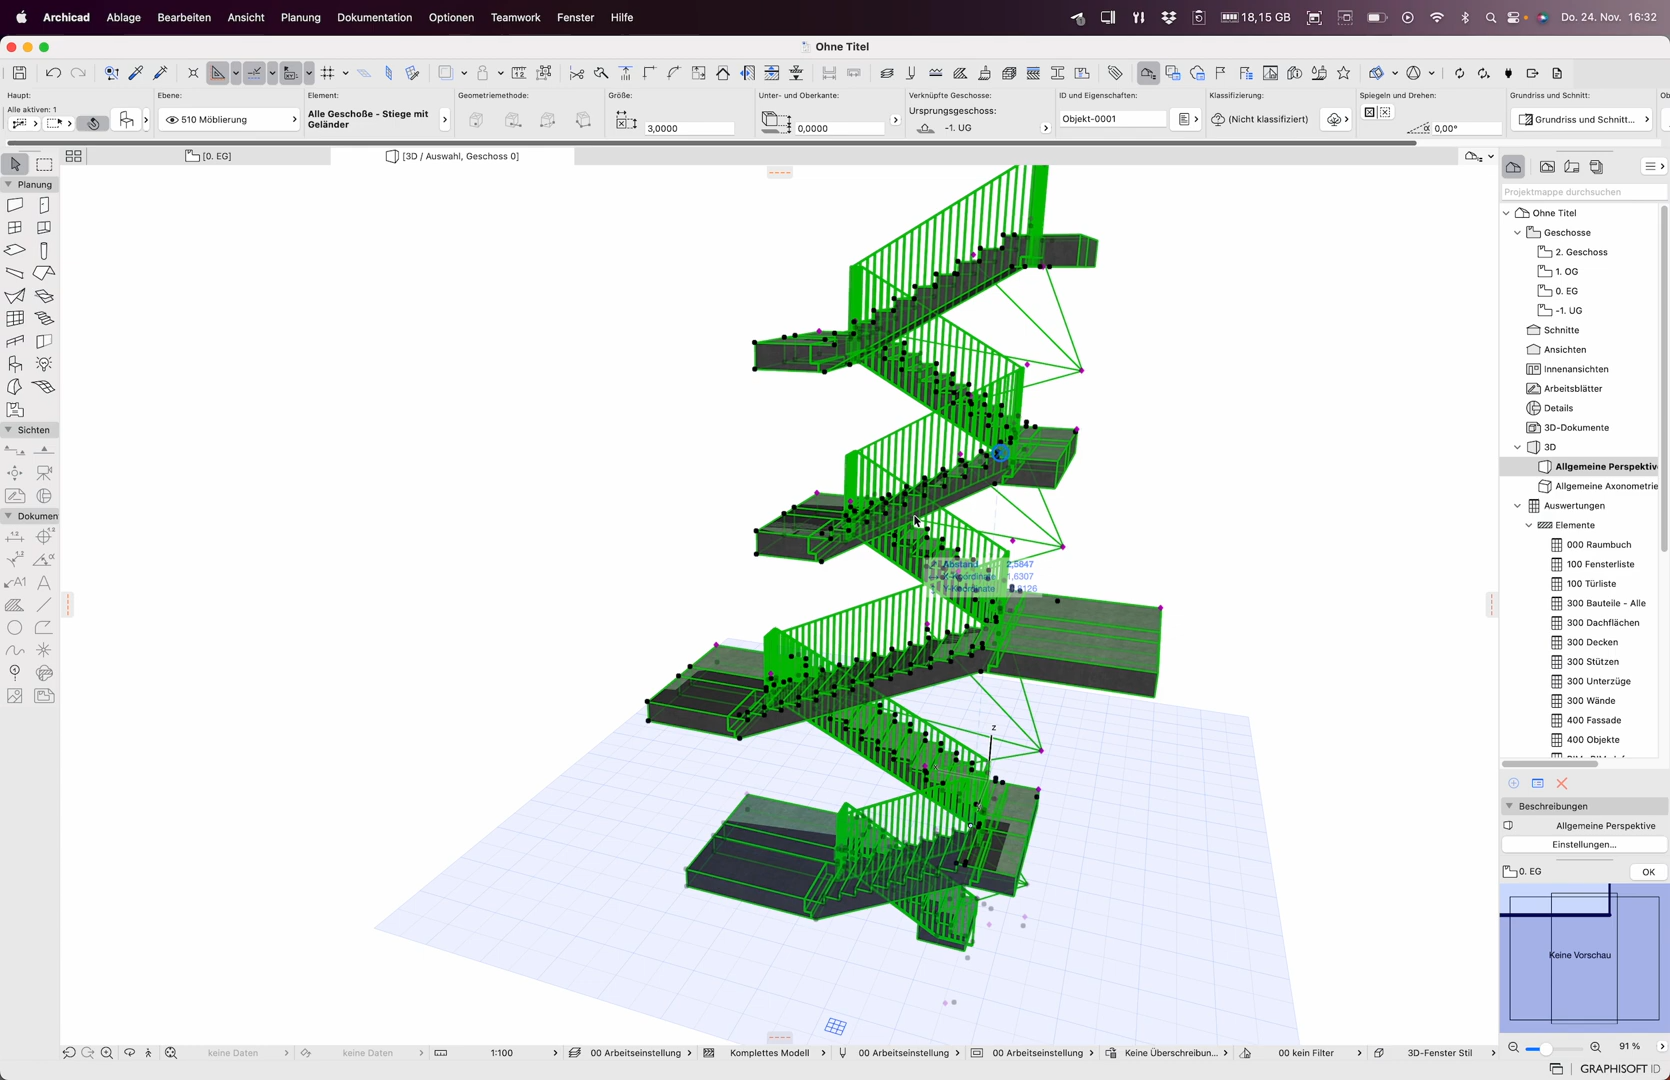 Archicad Ablage Bearbeiten Ansicht Planung Dokumentation Optionen Teamwork Fenster Hilfe 18,15 GB Do. 24. Nov. 16:32
Ohne Titel
Haupt: Ebene: Element: Geometriemethode: Größe: Unter- und Oberkante: Verknüpfte Geschosse: ID und Eigenschaften: Klassifizierung: Spiegeln und Drehen: Grundriss und Schnitt:
Alle aktiven: 1
510 Möblierung
Alle Geschoße - Stiege mit
Geländer
3,0000
0,0000
Ursprungsgeschoss:
-1. UG
Objekt-0001
(Nicht klassifiziert)
0,00°
Grundriss und Schnitt...
[0. EG]
[3D / Auswahl, Geschoss 0]
Planung
Sichten
Dokumen
A1
A
Abstand 2,5847
X-Koordinate 1,6307
Y-Koordinate
z
Projektmappe durchsuchen
Ohne Titel
Geschosse
2. Geschoss
1. OG
0. EG
-1. UG
Schnitte
Ansichten
Innenansichten
Arbeitsblätter
Details
3D-Dokumente
3D
Allgemeine Perspektiv
Allgemeine Axonometrie
Auswertungen
Elemente
000 Raumbuch
100 Fensterliste
100 Türliste
300 Bauteile - Alle
300 Dachflächen
300 Decken
300 Stützen
300 Unterzüge
300 Wände
400 Fassade
400 Objekte
Beschreibungen
Allgemeine Perspektive
Einstellungen...
0. EG OK
Keine Vorschau
keine Daten keine Daten 1:100 00 Arbeitseinstellung Komplettes Modell 00 Arbeitseinstellung 00 Arbeitseinstellung Keine Überschreibun... 00 kein Filter 3D-Fenster Stil 91 %
GRAPHISOFT ID